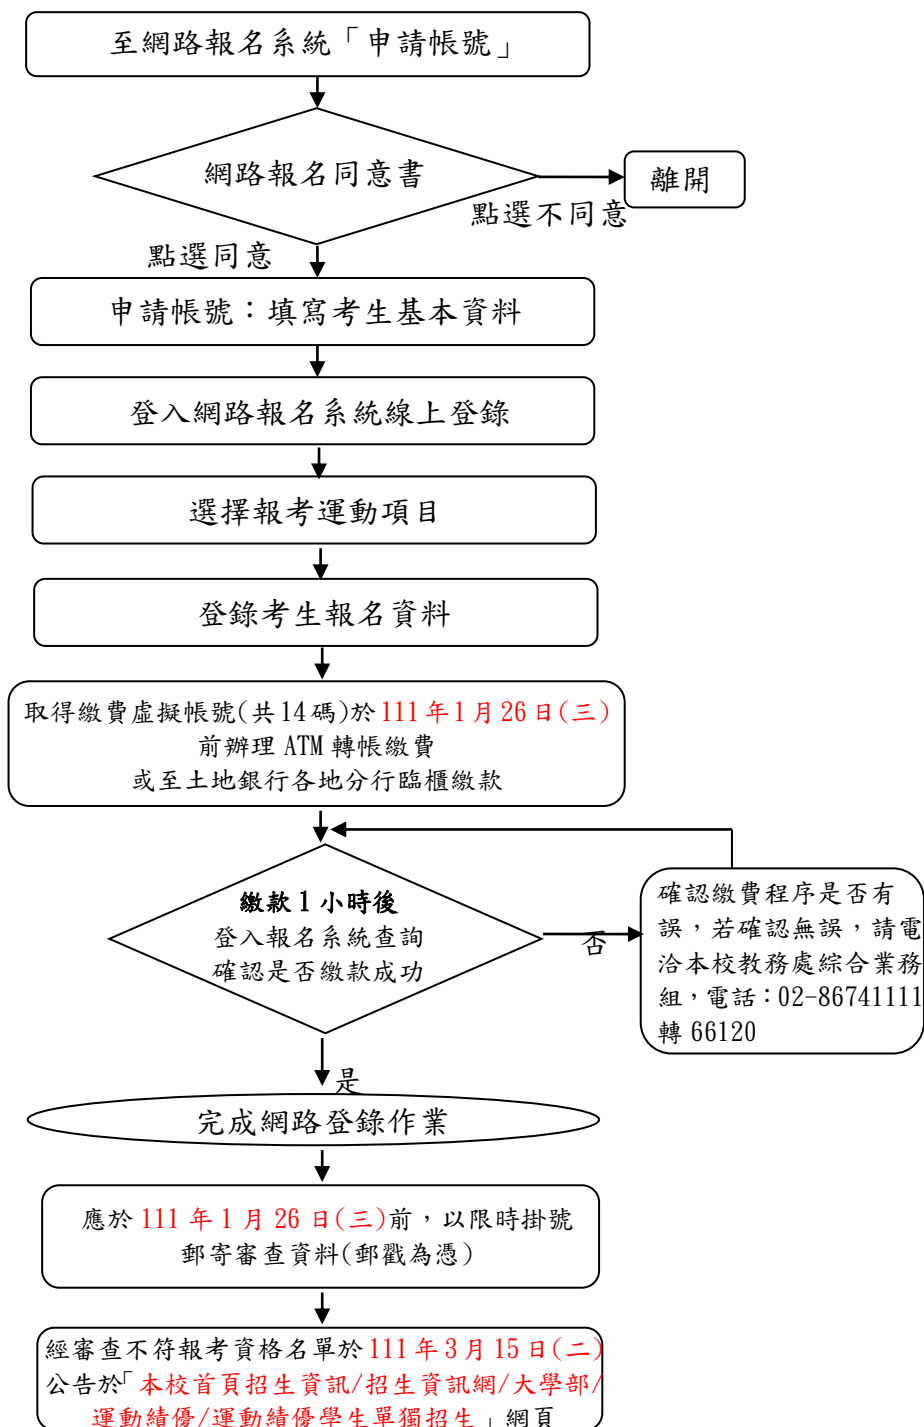 至網路報名系統「申請帳號」
網路報名同意書
離開
點選不同意
點選同意
申請帳號：填寫考生基本資料
登入網路報名系統線上登錄
選擇報考運動項目
登錄考生報名資料
取得繳費虛擬帳號(共14碼)於111年1月26日(三)
前辦理 ATM 轉帳繳費
或至土地銀行各地分行臨櫃繳款
繳款 1 小時後
登入報名系統查詢
確認是否繳款成功
否
確認繳費程序是否有
誤，若確認無誤，請電
洽本校教務處綜合業務
組，電話：02-86741111
轉 66120
是
完成網路登錄作業
應於 111 年 1 月 26 日(三)前，以限時掛號
郵寄審查資料(郵戳為憑)
經審查不符報考資格名單於111年3月15日(二)
公告於「本校首頁招生資訊/招生資訊網/大學部/
運動績優/運動績優學生單獨招生」網頁